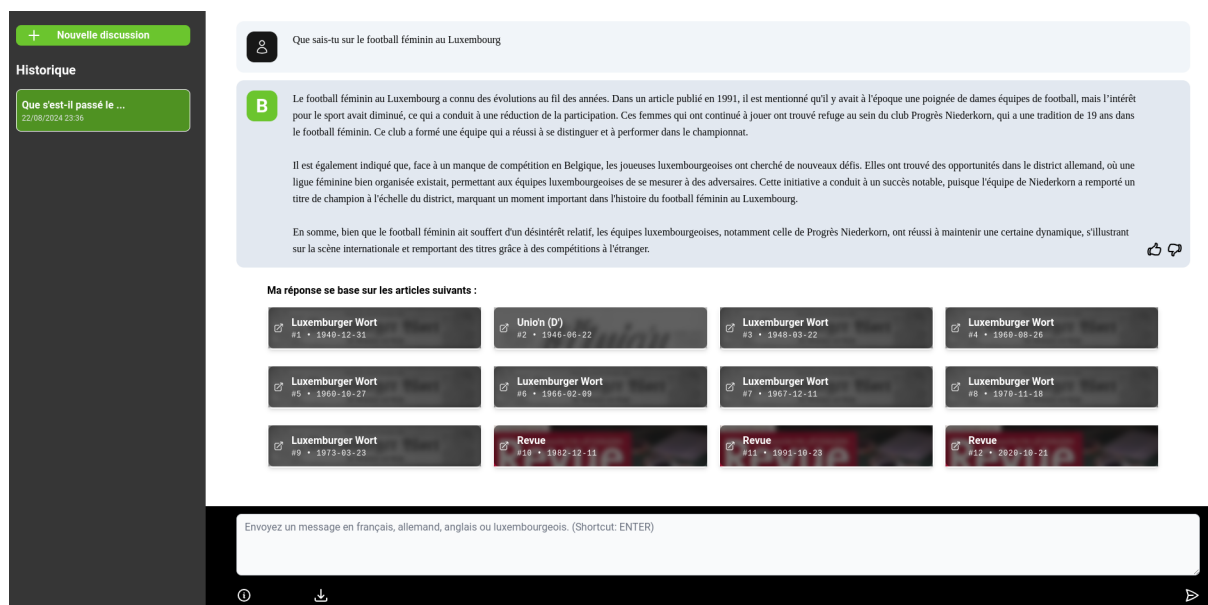 Nouvelle discussion
Historique
Que s'est-il passé le ...
22/08/2024 23:36
Que sais-tu sur le football féminin au Luxembourg
B
Le football féminin au Luxembourg a connu des évolutions au fil des années. Dans un article publié en 1991, il est mentionné qu'il y avait à l'époque une poignée de dames équipes de football, mais l'intérêt
pour le sport avait diminué, ce qui a conduit à une réduction de la participation. Ces femmes qui ont continué à jouer ont trouvé refuge au sein du club Progrès Niederkorn, qui a une tradition de 19 ans dans
le football féminin. Ce club a formé une équipe qui a réussi à se distinguer et à performer dans le championnat.
Il est également indiqué que, face à un manque de compétition en Belgique, les joueuses luxembourgeoises ont cherché de nouveaux défis. Elles ont trouvé des opportunités dans le district allemand, où une
ligue féminine bien organisée existait, permettant aux équipes luxembourgeoises de se mesurer à des adversaires. Cette initiative a conduit à un succès notable, puisque l'équipe de Niederkorn a remporté un
titre de champion à l'échelle du district, marquant un moment important dans l'histoire du football féminin au Luxembourg.
En somme, bien que le football féminin ait souffert d'un désintérêt relatif, les équipes luxembourgeoises, notamment celle de Progrès Niederkorn, ont réussi à maintenir une certaine dynamique, s'illustrant
sur la scène internationale et remportant des titres grâce à des compétitions à l'étranger.
Ma réponse se base sur les articles suivants :
Luxemburger Wort
#1 • 1940-12-31
Unio'n (D')
#2 • 1946-06-22
Luxemburger Wort
#3 • 1948-03-22
Luxemburger Wort
#4 • 1960-08-26
Luxemburger Wort
#5 • 1960-10-27
Luxemburger Wort
#6 • 1966-02-09
Luxemburger Wort
#7 • 1967-12-11
Luxemburger Wort
#8 • 1970-11-18
Luxemburger Wort
#9 • 1973-03-23
Revue
#10 • 1982-12-11
Revue
#11 • 1991-10-23
Revue
#12 • 2020-10-21
Envoyez un message en français, allemand, anglais ou luxembourgeois. (Shortcut: ENTER)